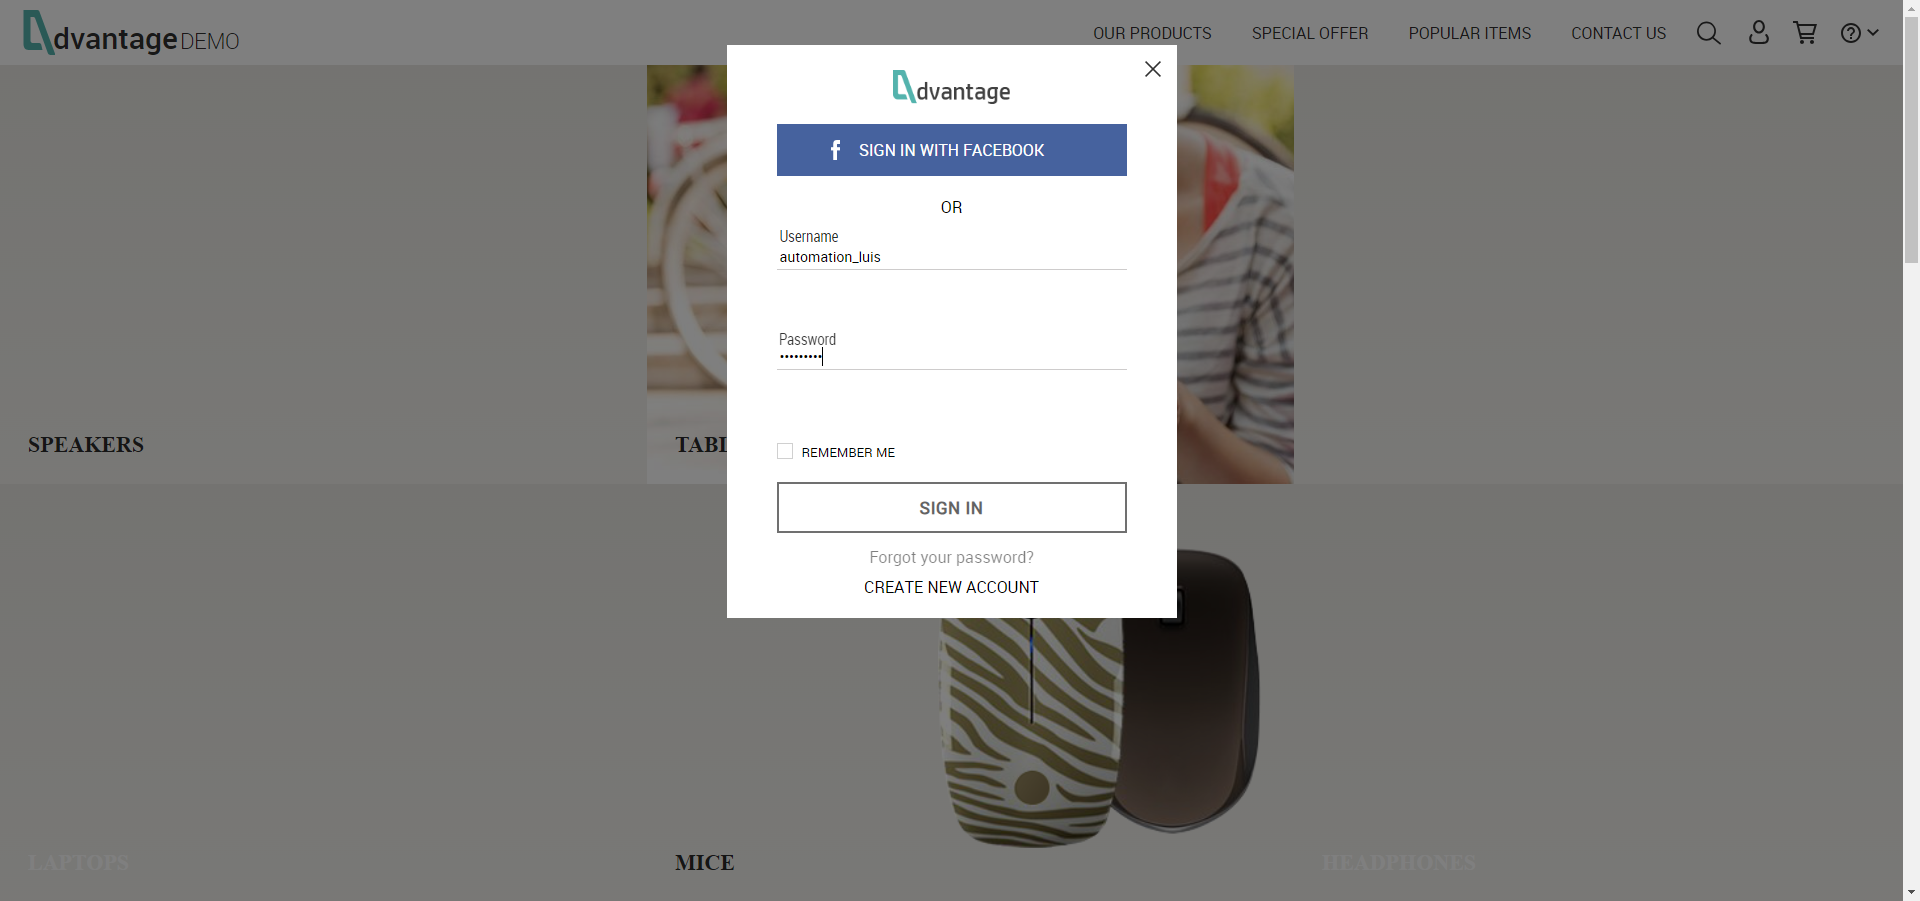 dvantage DEMO
OUR PRODUCTS
SPECIAL OFFER
POPULAR ITEMS
CONTACT US
dvantage
SIGN IN WITH FACEBOOK
OR
Username
automation_luis
Password
•••••••••
REMEMBER ME
SIGN IN
Forgot your password?
CREATE NEW ACCOUNT
SPEAKERS
TABL
LAPTOPS
MICE
HEADPHONES